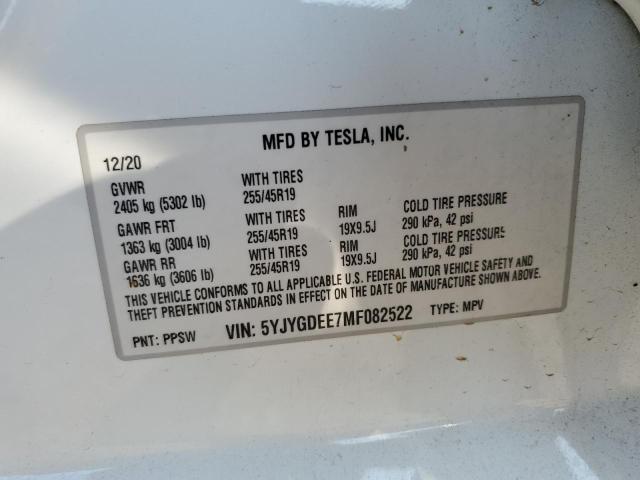 MFD BY TESLA, INC.
12/20
GVWR WITH TIRES
2405 kg (5302 lb) 255/45R19
GAWR FRT WITH TIRES RIM COLD TIRE PRESSURE
1363 kg (3004 lb) 255/45R19 19X9.5J 290 kPa, 42 psi
GAWR RR WITH TIRES RIM COLD TIRE PRESSURE
1636 kg (3606 lb) 255/45R19 19X9.5J 290 kPa, 42 psi
THIS VEHICLE CONFORMS TO ALL APPLICABLE U.S. FEDERAL MOTOR VEHICLE SAFETY AND
THEFT PREVENTION STANDARDS IN EFFECT ON THE DATE OF MANUFACTURE SHOWN ABOVE.
PNT: PPSW VIN: 5YJYGDEE7MF082522 TYPE: MPV